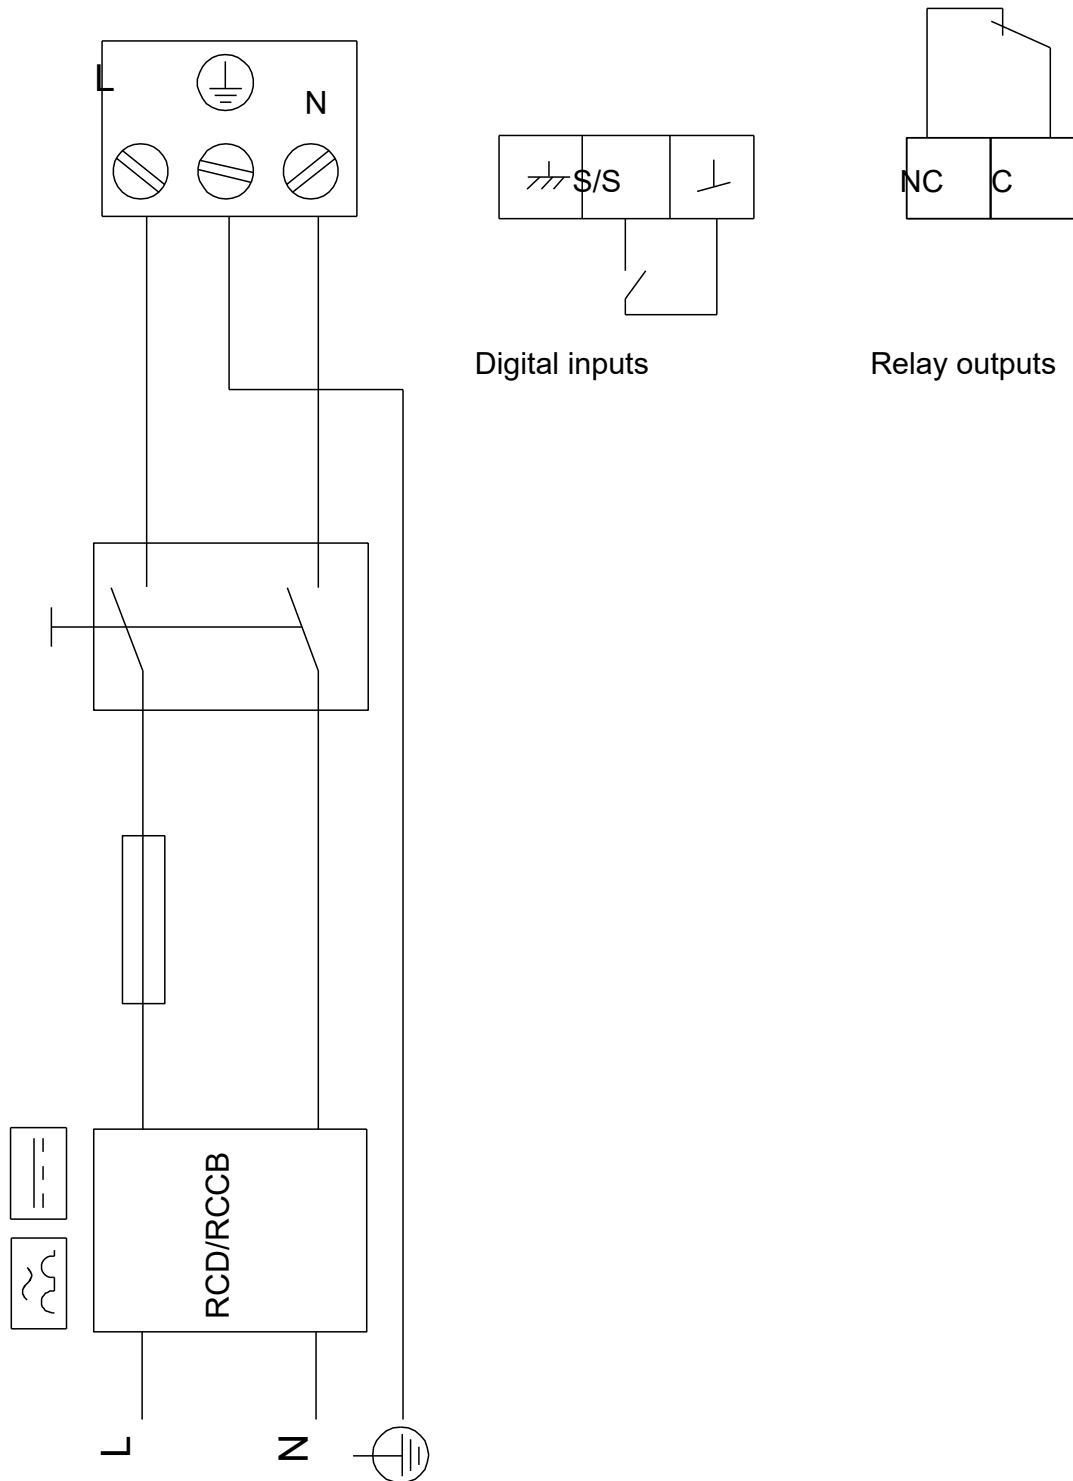 L
N
S/S
NC
C
Digital inputs
Relay outputs
RCD/RCCB
L
N